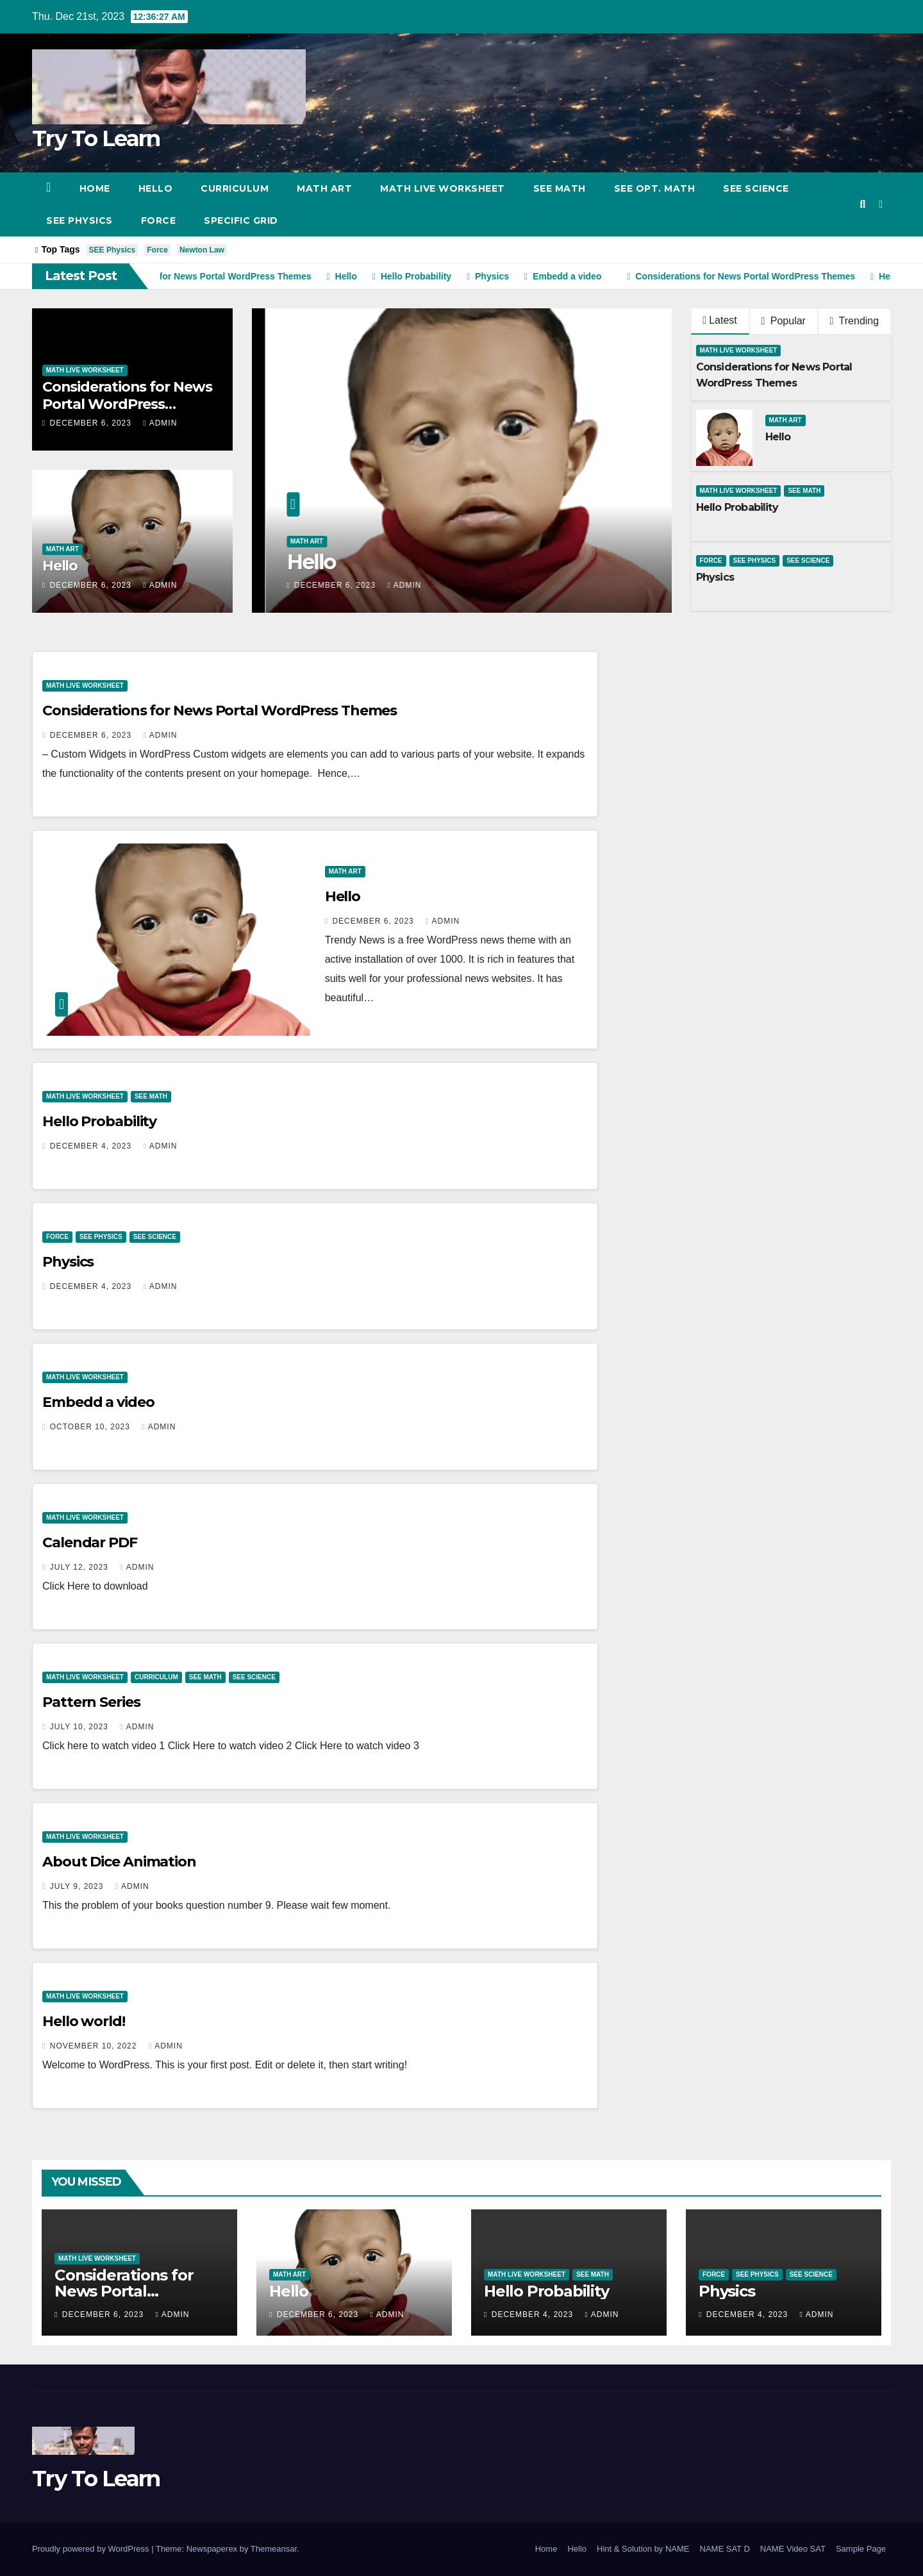 Thu. Dec 21st, 2023 12:36:27 AM
Try To Learn
HOME HELLO CURRICULUM MATH ART MATH LIVE WORKSHEET SEE MATH SEE OPT. MATH SEE SCIENCE
SEE PHYSICS FORCE SPECIFIC GRID
Top Tags SEE Physics Force Newton Law
Latest Post for News Portal WordPress Themes Hello Hello Probability Physics Embedd a video Considerations for News Portal WordPress Themes He
MATH LIVE WORKSHEET
Considerations for News
Portal WordPress…
DECEMBER 6, 2023 ADMIN
MATH ART
Hello
DECEMBER 6, 2023 ADMIN
MATH ART
Hello
DECEMBER 6, 2023 ADMIN
Latest Popular Trending
MATH LIVE WORKSHEET
Considerations for News Portal
WordPress Themes
MATH ART
Hello
MATH LIVE WORKSHEET SEE MATH
Hello Probability
FORCE SEE PHYSICS SEE SCIENCE
Physics
MATH LIVE WORKSHEET
Considerations for News Portal WordPress Themes
DECEMBER 6, 2023 ADMIN
– Custom Widgets in WordPress Custom widgets are elements you can add to various parts of your website. It expands
the functionality of the contents present on your homepage.  Hence,…
MATH ART
Hello
DECEMBER 6, 2023 ADMIN
Trendy News is a free WordPress news theme with an
active installation of over 1000. It is rich in features that
suits well for your professional news websites. It has
beautiful…
MATH LIVE WORKSHEET SEE MATH
Hello Probability
DECEMBER 4, 2023 ADMIN
FORCE SEE PHYSICS SEE SCIENCE
Physics
DECEMBER 4, 2023 ADMIN
MATH LIVE WORKSHEET
Embedd a video
OCTOBER 10, 2023 ADMIN
MATH LIVE WORKSHEET
Calendar PDF
JULY 12, 2023 ADMIN
Click Here to download
MATH LIVE WORKSHEET CURRICULUM SEE MATH SEE SCIENCE
Pattern Series
JULY 10, 2023 ADMIN
Click here to watch video 1 Click Here to watch video 2 Click Here to watch video 3
MATH LIVE WORKSHEET
About Dice Animation
JULY 9, 2023 ADMIN
This the problem of your books question number 9. Please wait few moment.
MATH LIVE WORKSHEET
Hello world!
NOVEMBER 10, 2022 ADMIN
Welcome to WordPress. This is your first post. Edit or delete it, then start writing!
YOU MISSED
MATH LIVE WORKSHEET
Considerations for
News Portal…
DECEMBER 6, 2023 ADMIN
MATH ART
Hello
DECEMBER 6, 2023 ADMIN
MATH LIVE WORKSHEET SEE MATH
Hello Probability
DECEMBER 4, 2023 ADMIN
FORCE SEE PHYSICS SEE SCIENCE
Physics
DECEMBER 4, 2023 ADMIN
Try To Learn
Proudly powered by WordPress | Theme: Newspaperex by Themeansar.
Home Hello Hint & Solution by NAME NAME SAT D NAME Video SAT Sample Page